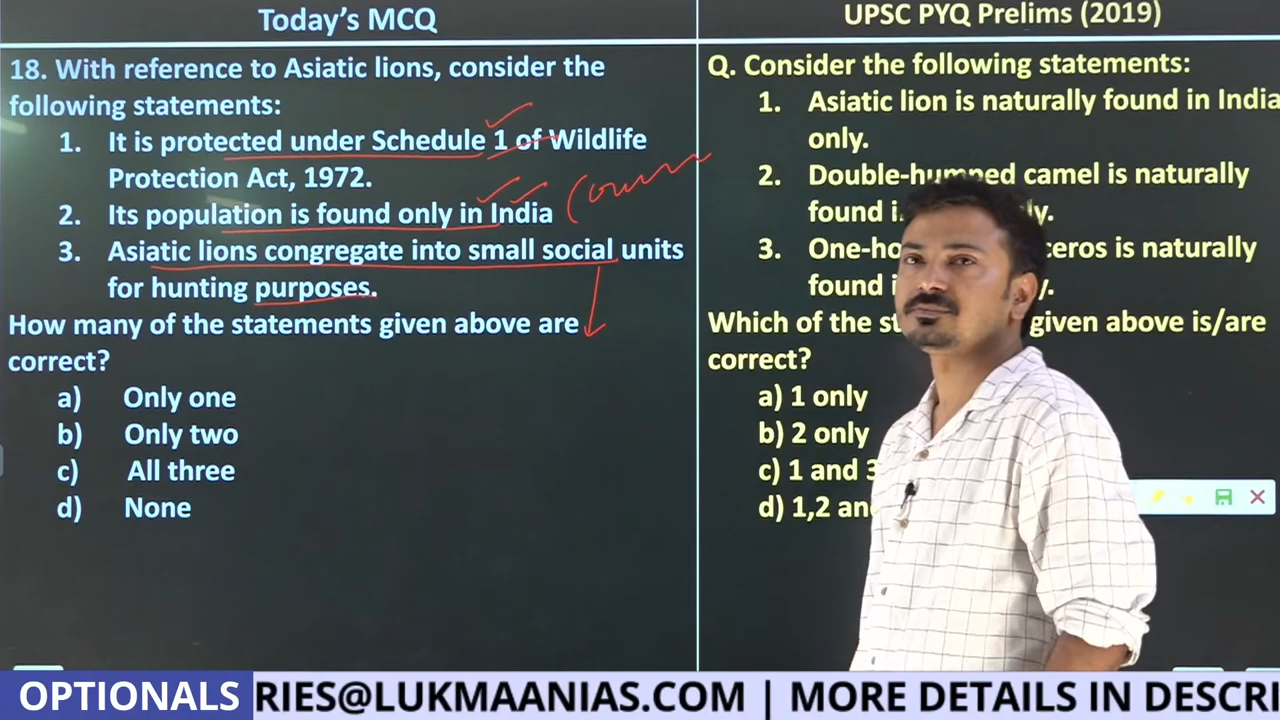 Today's MCQ
18. With reference to Asiatic lions, consider the
following statements:
1. It is protected under Schedule 1 of Wildlife
Protection Act, 1972.
2. Its population is found only in India
3. Asiatic lions congregate into small social units
for hunting purposes.
How many of the statements given above are
correct?
a) Only one
b) Only two
c) All three
d) None
UPSC PYQ Prelims (2019)
Q. Consider the following statements:
1. Asiatic lion is naturally found in India
only.
2. Double-humped camel is naturally
found
3. naturally
found
Which of the given above is/are
correct?
a) 1 only
b) 2 only
c) 1 and 3
d) 1,2
OPTIONALS
RIES@LUKMAANIAS.COM | MORE DETAILS IN DESCRI